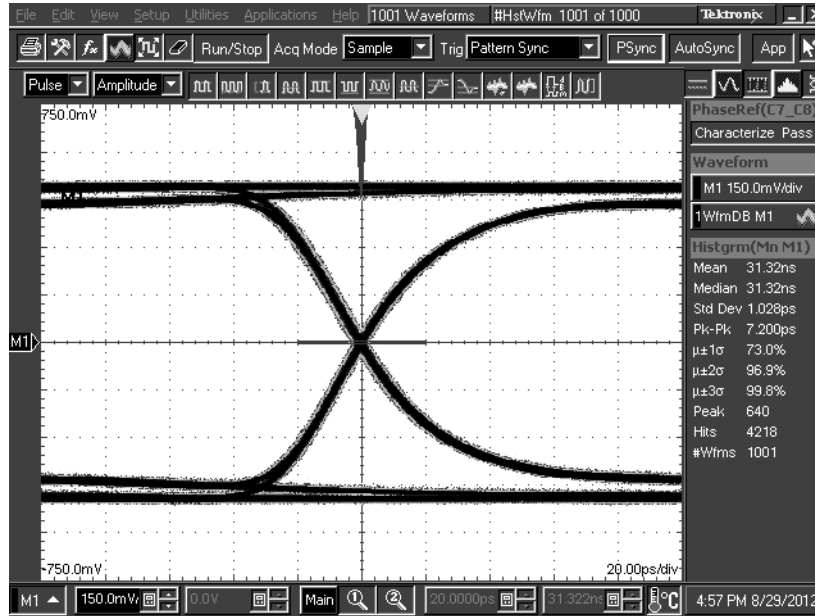 File Edit View Setup Utilities Applications Help 1001 Waveforms #HstWfm 1001 of 1000 Tektronix
Run/Stop Acq Mode Sample Trig Pattern Sync PSync AutoSync App
Pulse Amplitude
750.0mV
PhaseRef(C7_C8)
Characterize Pass
Waveform
M1
M1 150.0mV/div
1WfmDB M1
Histgrm(Mn M1)
Mean 31.32ns
Median 31.32ns
Std Dev 1.028ps
Pk-Pk 7.200ps
M1
µ±1σ 73.0%
µ±2σ 96.9%
µ±3σ 99.8%
Peak 640
Hits 4218
#Wfms 1001
-750.0mV 20.00ps/div
M1 150.0mV/ 0.0V Main 1 2 20.0000ps 31.322ns °C 4:57 PM 8/29/2012